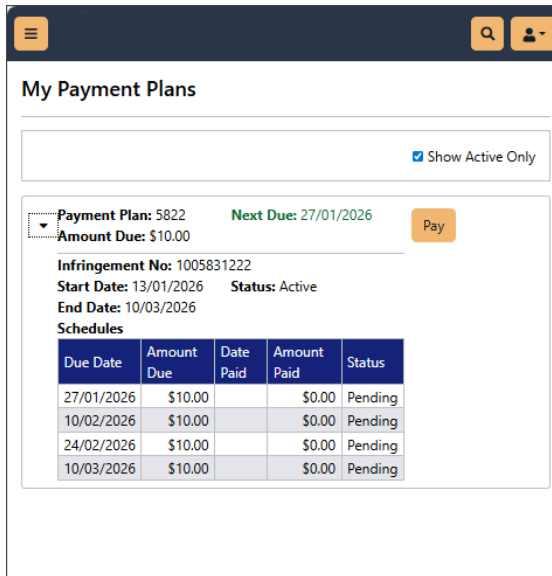 My Payment Plans
Show Active Only
Payment Plan: 5822 Next Due: 27/01/2026
Amount Due: $10.00
Pay
Infringement No: 1005831222
Start Date: 13/01/2026 Status: Active
End Date: 10/03/2026
Schedules
Due Date Amount Due Date Paid Amount Paid Status
27/01/2026 $10.00 $0.00 Pending
10/02/2026 $10.00 $0.00 Pending
24/02/2026 $10.00 $0.00 Pending
10/03/2026 $10.00 $0.00 Pending